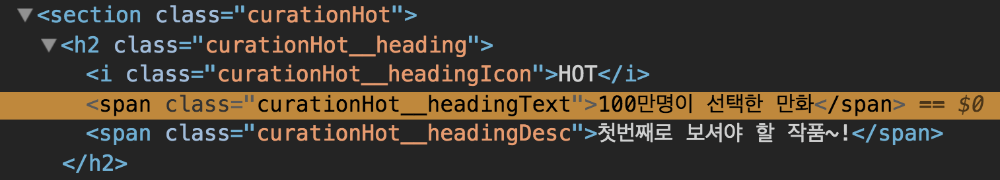 ▼<section class="curationHot">
▼<h2 class="curationHot__heading">
<i class="curationHot__headingIcon">HOT</i>
<span class="curationHot__headingText">100만명이 선택한 만화</span> == $0
<span class="curationHot__headingDesc">첫번째로 보셔야 할 작품~!</span>
</h2>